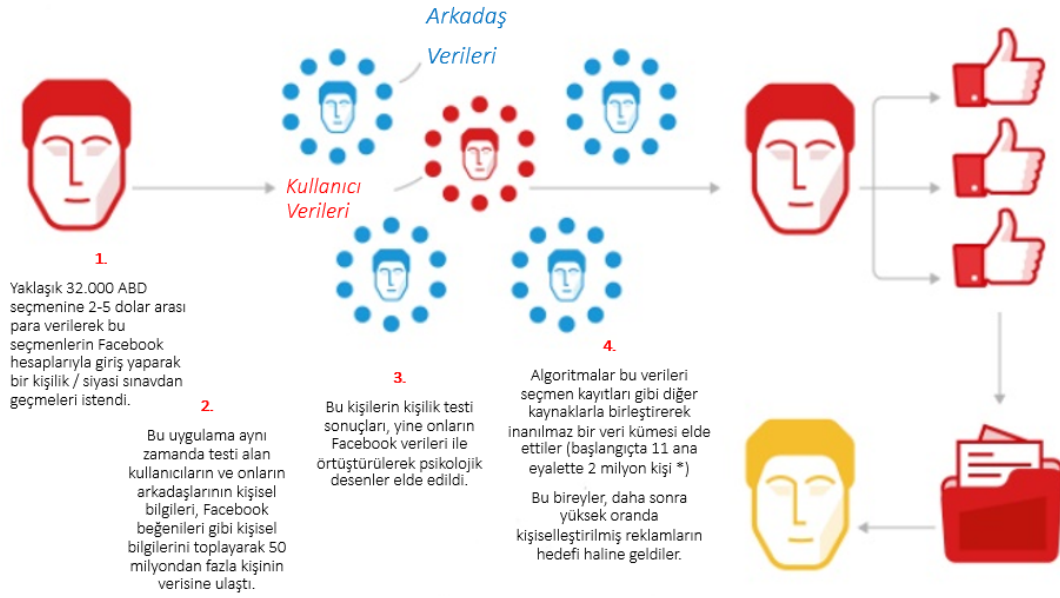 Arkadaş
Verileri
Kullanıcı
Verileri
1.
Yaklaşık 32.000 ABD
seçmenine 2-5 dolar arası
para verilerek bu
seçmenlerin Facebook
hesaplarıyla giriş yaparak
bir kişilik / siyasi sınavdan
geçmeleri istendi.
2.
Bu uygulama aynı
zamanda testi alan
kullanıcıların ve onların
arkadaşlarının kişisel
bilgileri, Facebook
beğenileri gibi kişisel
bilgilerini toplayarak 50
milyondan fazla kişinin
verisine ulaştı.
3.
Bu kişilerin kişilik testi
sonuçları, yine onların
Facebook verileri ile
örtüştürülerek psikolojik
desenler elde edildi.
4.
Algoritmalar bu verileri
seçmen kayıtları gibi diğer
kaynaklarla birleştirerek
inanılmaz bir veri kümesi elde
ettiler (başlangıçta 11 ana
eyalette 2 milyon kişi *)
Bu bireyler, daha sonra
yüksek oranda
kişiselleştirilmiş reklamların
hedefi haline geldiler.